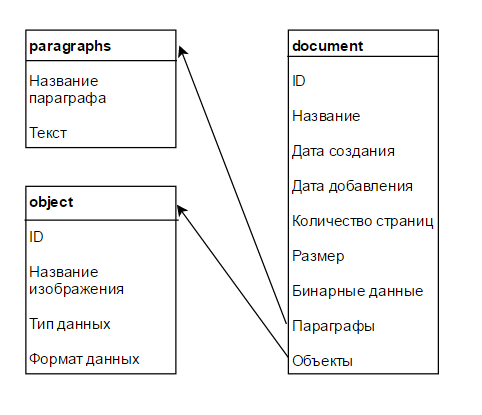 paragraphs
Название
параграфа
Текст
object
ID
Название
изображения
Тип данных
Формат данных
document
ID
Название
Дата создания
Дата добавления
Количество страниц
Размер
Бинарные данные
Параграфы
Объекты